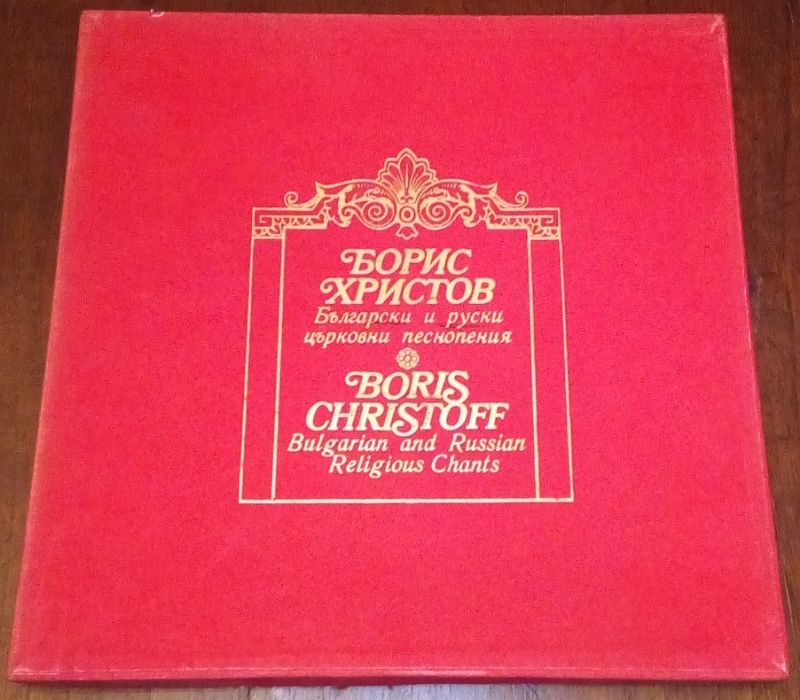 БОРИС
ХРИСТОВ
Български и руски
църковни песнопения
BORIS
CHRISTOFF
Bulgarian and Russian
Religious Chants